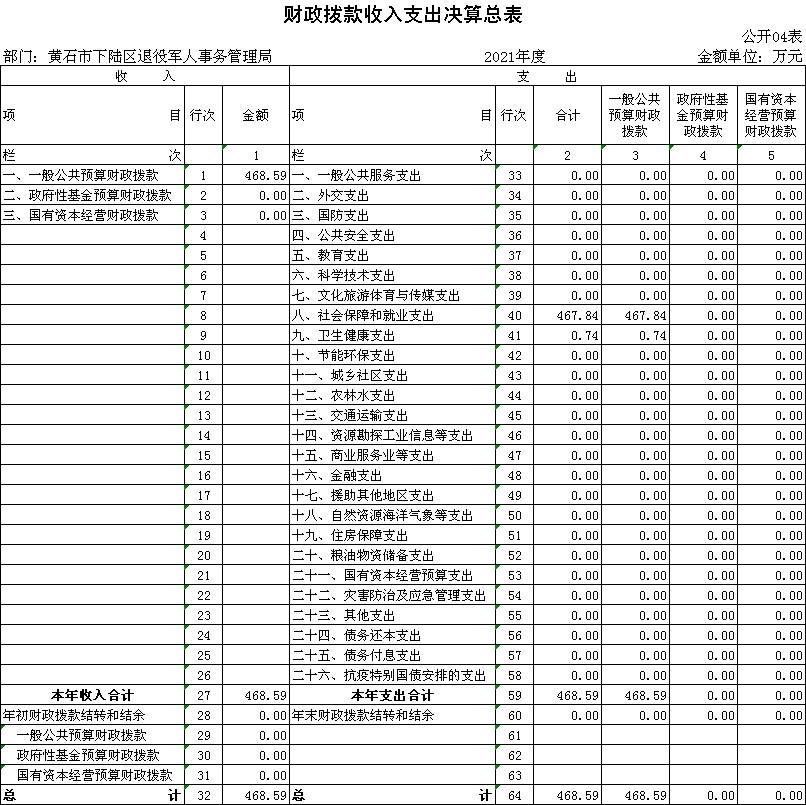 财政拨款收入支出决算总表
公开04表
部门：黄石市下陆区退役军人事务管理局 2021年度 金额单位：万元
收 入 支 出
项 目 行次 金额 项 目 行次 合计 一般公共预算财政拨款 政府性基金预算财政拨款 国有资本经营预算财政拨款
栏 次 1 栏 次 2 3 4 5
一、一般公共预算财政拨款 1 468.59 一、一般公共服务支出 33 0.00 0.00 0.00 0.00
二、政府性基金预算财政拨款 2 0.00 二、外交支出 34 0.00 0.00 0.00 0.00
三、国有资本经营财政拨款 3 0.00 三、国防支出 35 0.00 0.00 0.00 0.00
4 四、公共安全支出 36 0.00 0.00 0.00 0.00
5 五、教育支出 37 0.00 0.00 0.00 0.00
6 六、科学技术支出 38 0.00 0.00 0.00 0.00
7 七、文化旅游体育与传媒支出 39 0.00 0.00 0.00 0.00
8 八、社会保障和就业支出 40 467.84 467.84 0.00 0.00
9 九、卫生健康支出 41 0.74 0.74 0.00 0.00
10 十、节能环保支出 42 0.00 0.00 0.00 0.00
11 十一、城乡社区支出 43 0.00 0.00 0.00 0.00
12 十二、农林水支出 44 0.00 0.00 0.00 0.00
13 十三、交通运输支出 45 0.00 0.00 0.00 0.00
14 十四、资源勘探工业信息等支出 46 0.00 0.00 0.00 0.00
15 十五、商业服务业等支出 47 0.00 0.00 0.00 0.00
16 十六、金融支出 48 0.00 0.00 0.00 0.00
17 十七、援助其他地区支出 49 0.00 0.00 0.00 0.00
18 十八、自然资源海洋气象等支出 50 0.00 0.00 0.00 0.00
19 十九、住房保障支出 51 0.00 0.00 0.00 0.00
20 二十、粮油物资储备支出 52 0.00 0.00 0.00 0.00
21 二十一、国有资本经营预算支出 53 0.00 0.00 0.00 0.00
22 二十二、灾害防治及应急管理支出 54 0.00 0.00 0.00 0.00
23 二十三、其他支出 55 0.00 0.00 0.00 0.00
24 二十四、债务还本支出 56 0.00 0.00 0.00 0.00
25 二十五、债务付息支出 57 0.00 0.00 0.00 0.00
26 二十六、抗疫特别国债安排的支出 58 0.00 0.00 0.00 0.00
本年收入合计 27 468.59 本年支出合计 59 468.59 468.59 0.00 0.00
年初财政拨款结转和结余 28 0.00 年末财政拨款结转和结余 60 0.00 0.00 0.00 0.00
一般公共预算财政拨款 29 0.00 61
政府性基金预算财政拨款 30 0.00 62
国有资本经营预算财政拨款 31 0.00 63
总 计 32 468.59 总 计 64 468.59 468.59 0.00 0.00